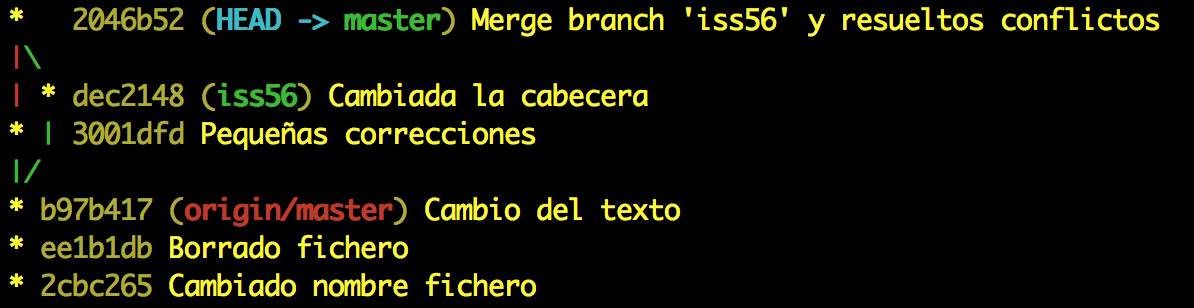 *   2046b52 (HEAD -> master) Merge branch 'iss56' y resueltos conflictos
|\
| * dec2148 (iss56) Cambiada la cabecera
* | 3001dfd Pequeñas correcciones
|/
* b97b417 (origin/master) Cambio del texto
* ee1b1db Borrado fichero
* 2cbc265 Cambiado nombre fichero